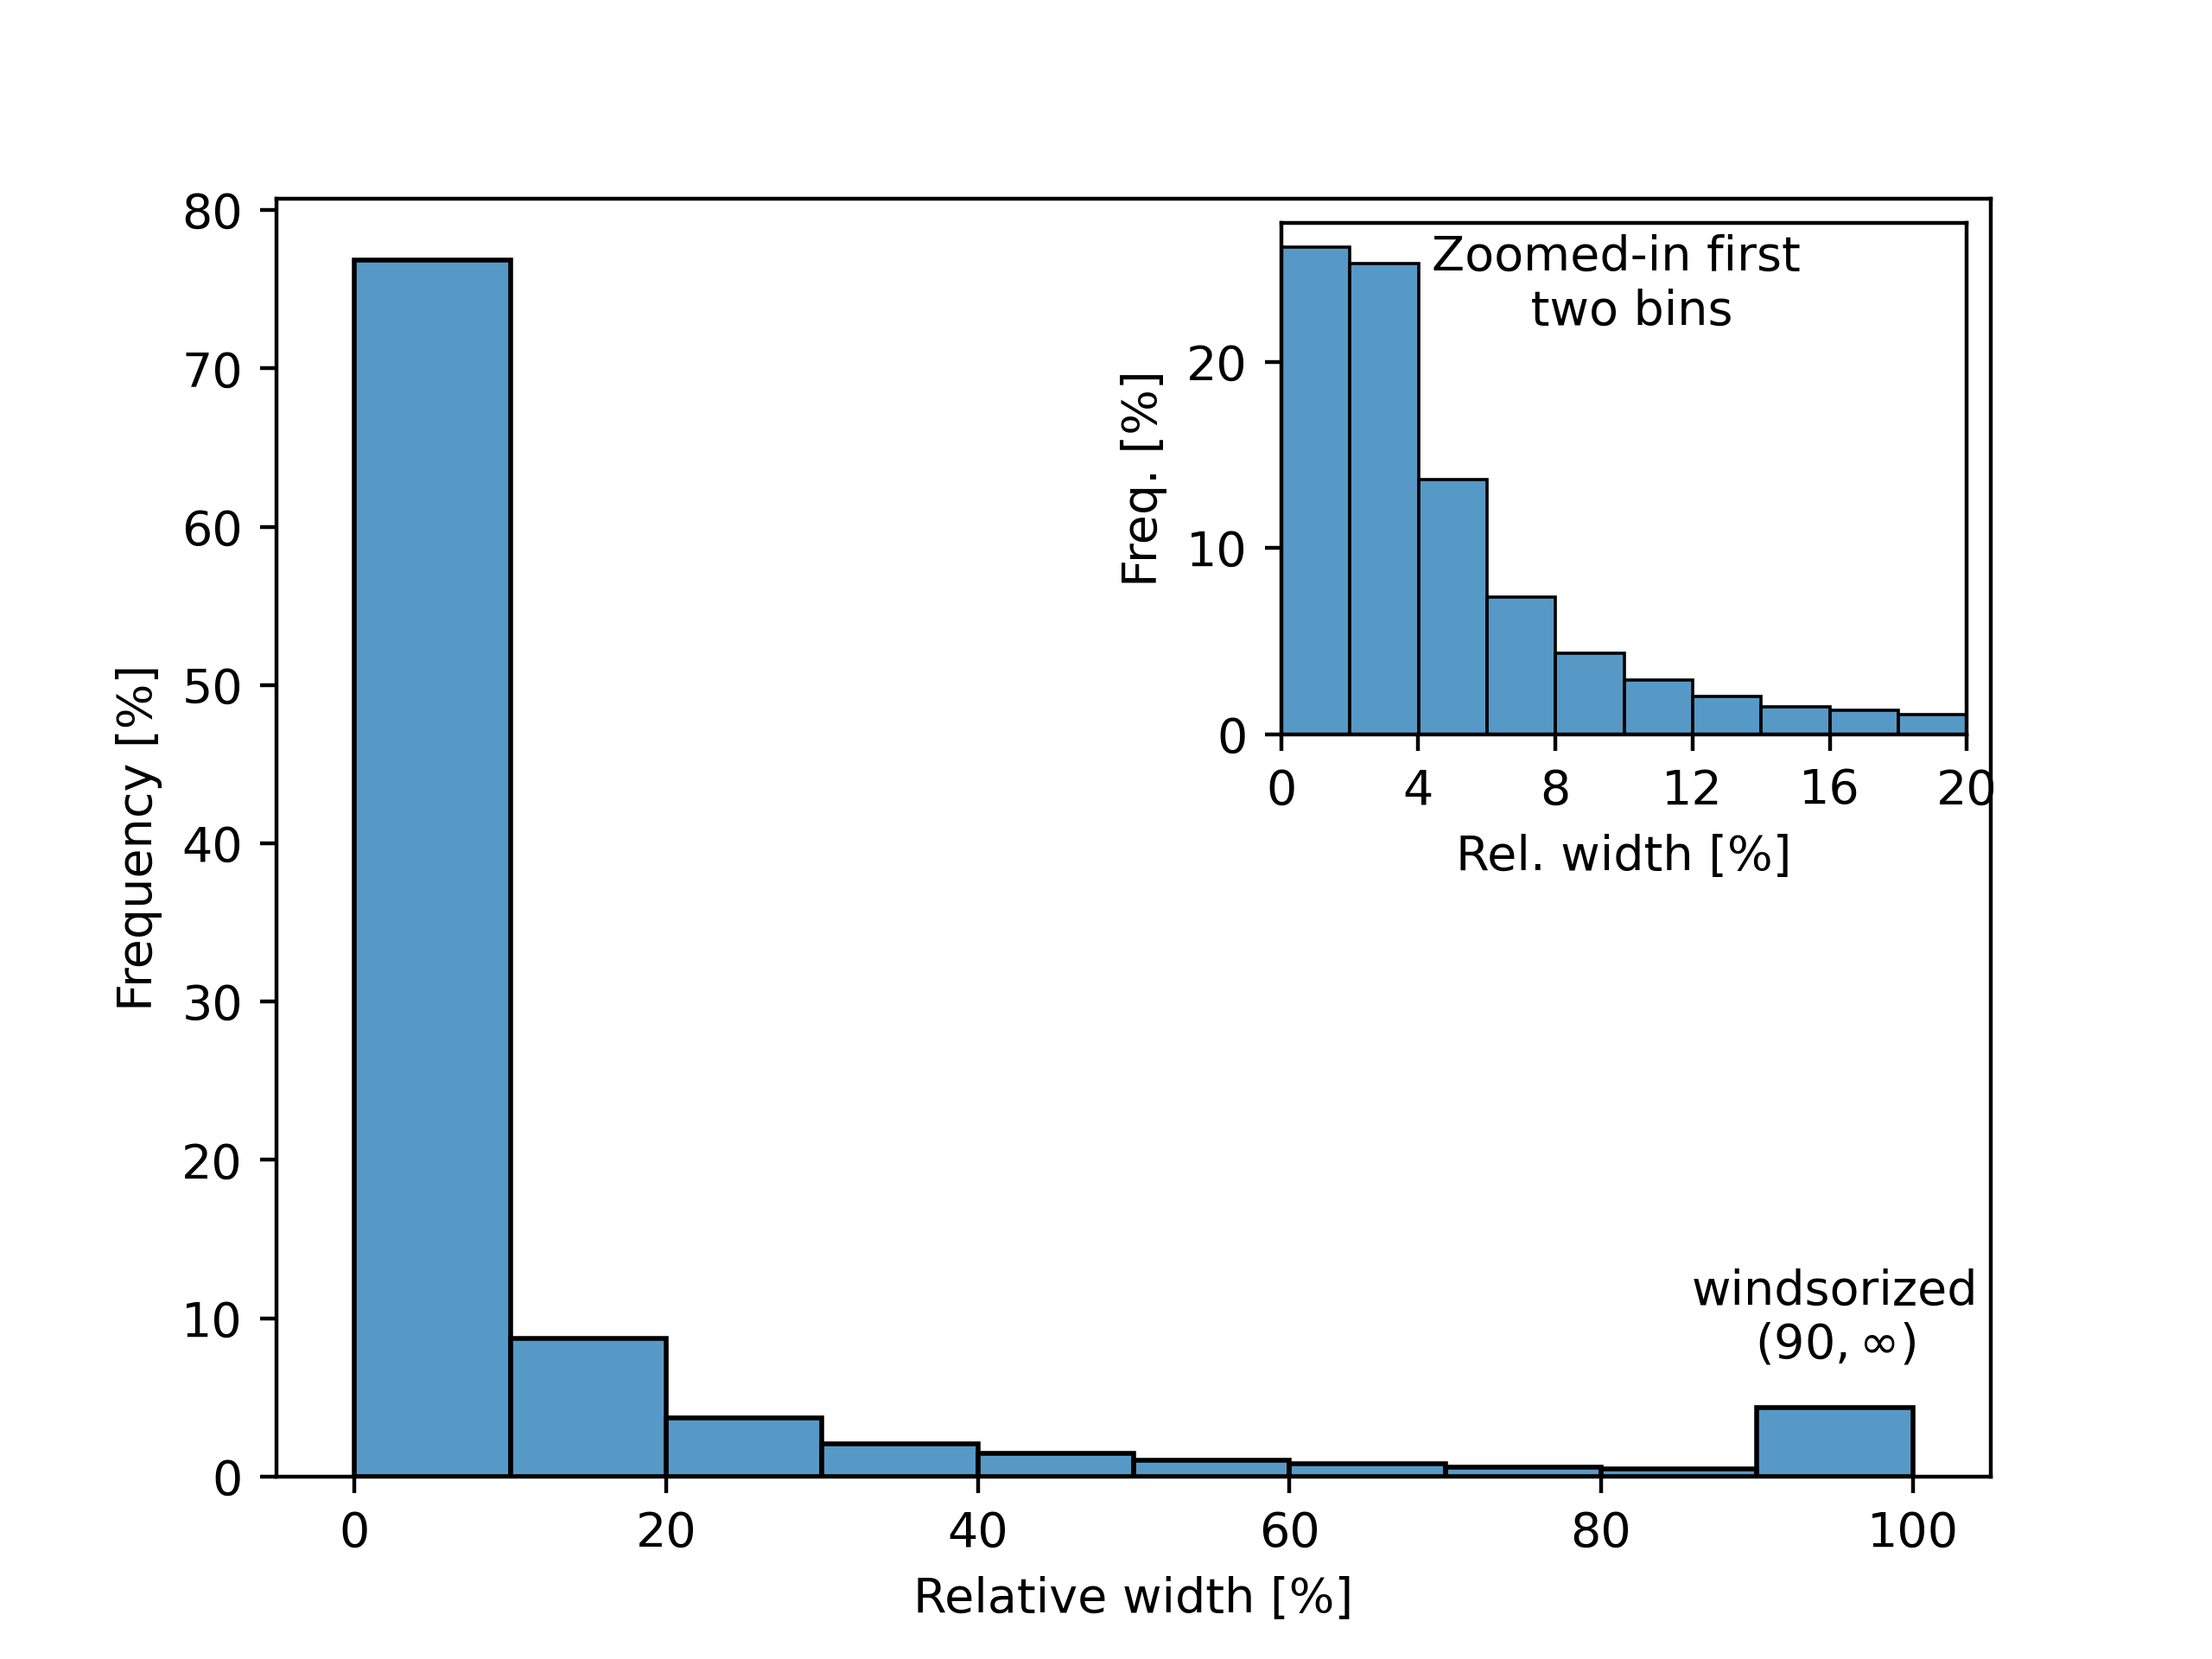 80
70
60
50
40
30
20
10
0
Frequency [%]
0 20 40 60 80 100
Relative width [%]
Zoomed-in first
two bins
20
10
0
Freq. [%]
0 4 8 12 16 20
Rel. width [%]
windsorized
(90, ∞)